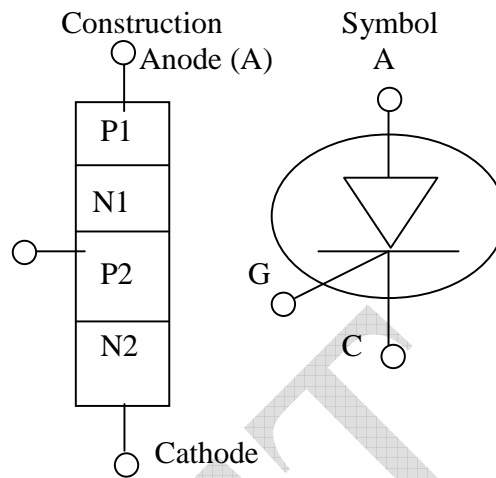 Construction
Symbol
Anode (A)
A
P1
N1
P2
N2
G
C
Cathode